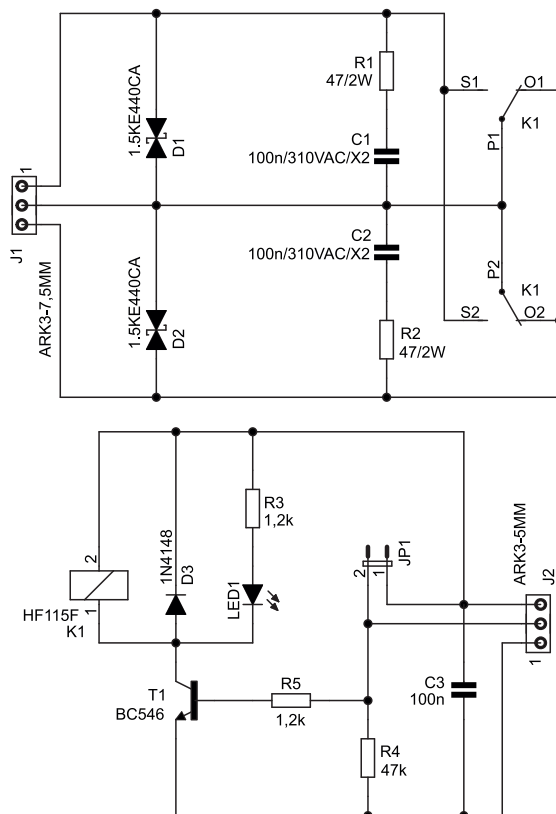 R1
47/2W
S1
O1
K1
P1
1.5KE440CA
D1
C1
100n/310VAC/X2
1
J1
ARK3-7,5MM
C2
100n/310VAC/X2
P2
K1
S2
O2
1.5KE440CA
D2
R2
47/2W
R3
1,2k
1N4148
D3
LED1
2
1
HF115F
K1
JP1
2
1
ARK3-5MM
J2
1
T1
BC546
R5
1,2k
C3
100n
R4
47k